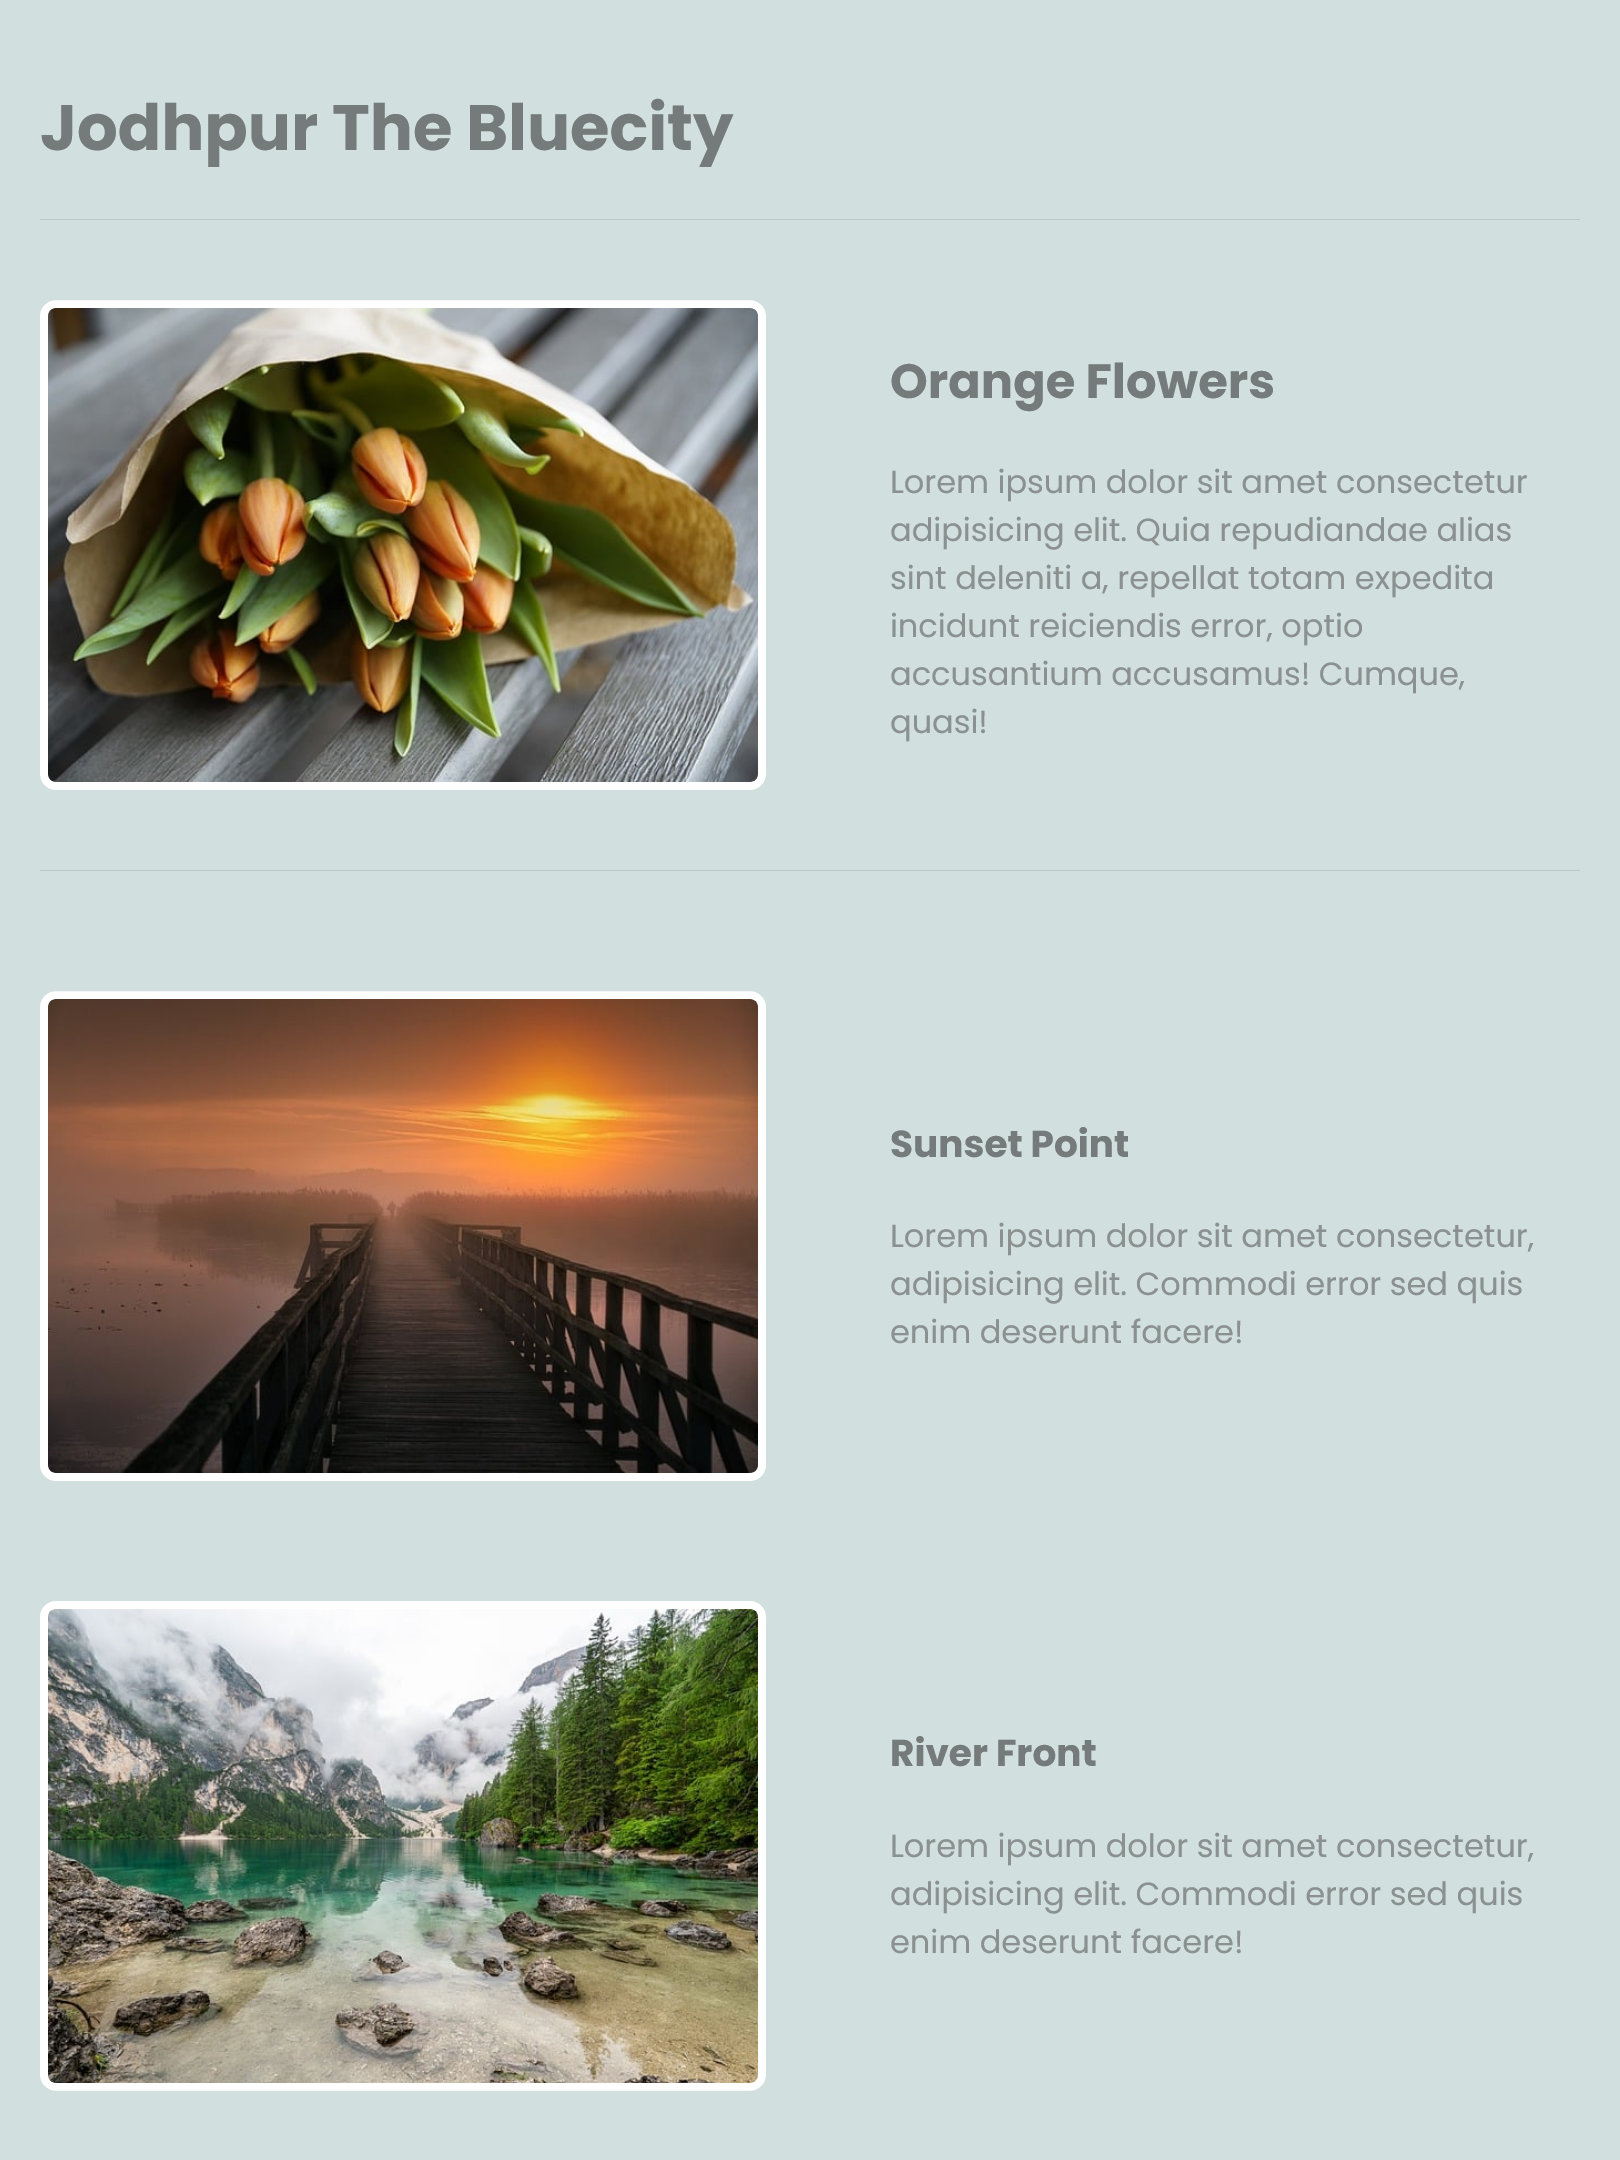 Jodhpur The Bluecity
Orange Flowers
Lorem ipsum dolor sit amet consectetur
adipisicing elit. Quia repudiandae alias
sint deleniti a, repellat totam expedita
incidunt reiciendis error, optio
accusantium accusamus! Cumque,
quasi!
Sunset Point
Lorem ipsum dolor sit amet consectetur,
adipisicing elit. Commodi error sed quis
enim deserunt facere!
River Front
Lorem ipsum dolor sit amet consectetur,
adipisicing elit. Commodi error sed quis
enim deserunt facere!